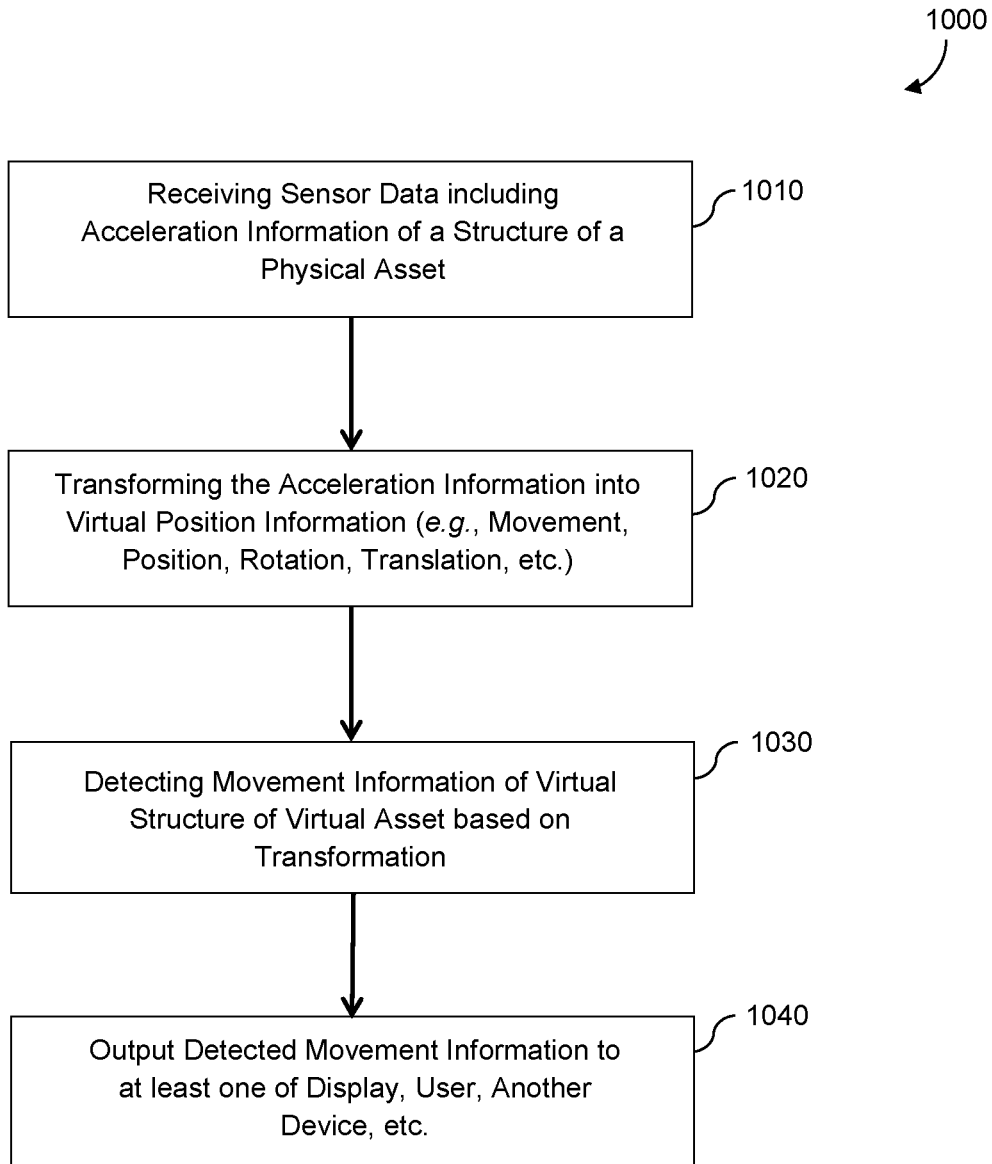 1000
Receiving Sensor Data including
Acceleration Information of a Structure of a
Physical Asset
1010
Transforming the Acceleration Information into
Virtual Position Information (e.g., Movement,
Position, Rotation, Translation, etc.)
1020
Detecting Movement Information of Virtual
Structure of Virtual Asset based on
Transformation
1030
Output Detected Movement Information to
at least one of Display, User, Another
Device, etc.
1040